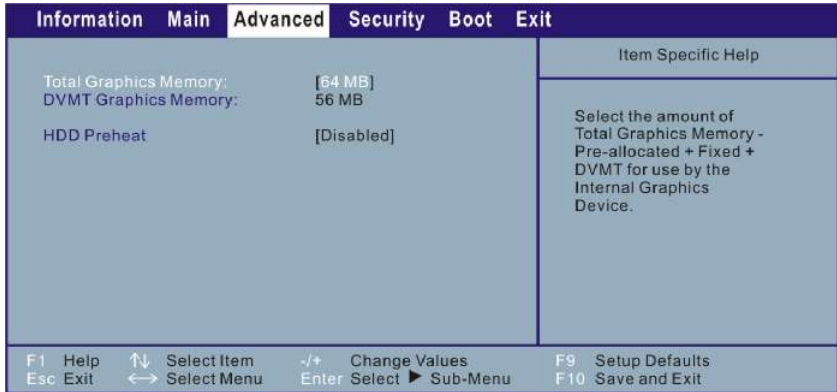 Information Main Advanced Security Boot Exit
Total Graphics Memory: [64 MB]
DVMT Graphics Memory: 56 MB
HDD Preheat [Disabled]
Item Specific Help
Select the amount of
Total Graphics Memory -
Pre-allocated + Fixed +
DVMT for use by the
Internal Graphics
Device.
F1 Help ↑↓ Select Item -/+ Change Values F9 Setup Defaults
Esc Exit ←→ Select Menu Enter Select ▶ Sub-Menu F10 Save and Exit